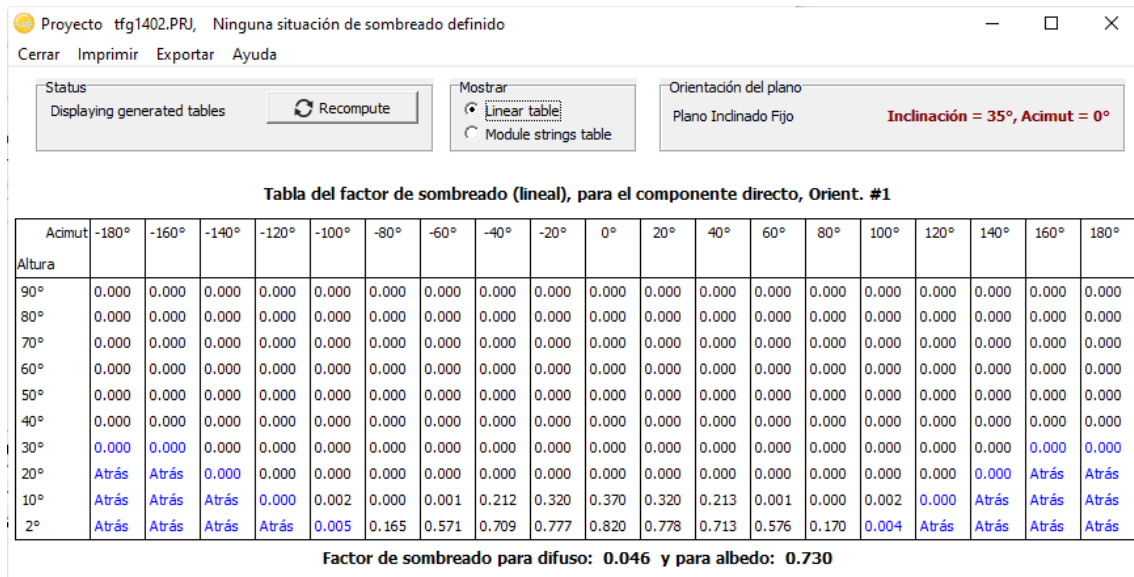 Proyecto tfg1402.PRJ, Ninguna situación de sombreado definido
Cerrar Imprimir Exportar Ayuda
Status
Displaying generated tables Recompute
Mostrar
Linear table
Module strings table
Orientación del plano
Plano Inclinado Fijo Inclinación = 35°, Acimut = 0°
Tabla del factor de sombreado (lineal), para el componente directo, Orient. #1
Acimut -180° -160° -140° -120° -100° -80° -60° -40° -20° 0° 20° 40° 60° 80° 100° 120° 140° 160° 180°
Altura
90° 0.000 0.000 0.000 0.000 0.000 0.000 0.000 0.000 0.000 0.000 0.000 0.000 0.000 0.000 0.000 0.000 0.000 0.000 0.000
80° 0.000 0.000 0.000 0.000 0.000 0.000 0.000 0.000 0.000 0.000 0.000 0.000 0.000 0.000 0.000 0.000 0.000 0.000 0.000
70° 0.000 0.000 0.000 0.000 0.000 0.000 0.000 0.000 0.000 0.000 0.000 0.000 0.000 0.000 0.000 0.000 0.000 0.000 0.000
60° 0.000 0.000 0.000 0.000 0.000 0.000 0.000 0.000 0.000 0.000 0.000 0.000 0.000 0.000 0.000 0.000 0.000 0.000 0.000
50° 0.000 0.000 0.000 0.000 0.000 0.000 0.000 0.000 0.000 0.000 0.000 0.000 0.000 0.000 0.000 0.000 0.000 0.000 0.000
40° 0.000 0.000 0.000 0.000 0.000 0.000 0.000 0.000 0.000 0.000 0.000 0.000 0.000 0.000 0.000 0.000 0.000 0.000 0.000
30° 0.000 0.000 0.000 0.000 0.000 0.000 0.000 0.000 0.000 0.000 0.000 0.000 0.000 0.000 0.000 0.000 0.000 0.000 0.000
20° Atrás Atrás 0.000 0.000 0.000 0.000 0.000 0.000 0.000 0.000 0.000 0.000 0.000 0.000 0.000 0.000 0.000 Atrás Atrás
10° Atrás Atrás Atrás 0.000 0.002 0.000 0.001 0.212 0.320 0.370 0.320 0.213 0.001 0.000 0.002 0.000 Atrás Atrás Atrás
2° Atrás Atrás Atrás Atrás 0.005 0.165 0.571 0.709 0.777 0.820 0.778 0.713 0.576 0.170 0.004 Atrás Atrás Atrás Atrás
Factor de sombreado para difuso: 0.046 y para albedo: 0.730